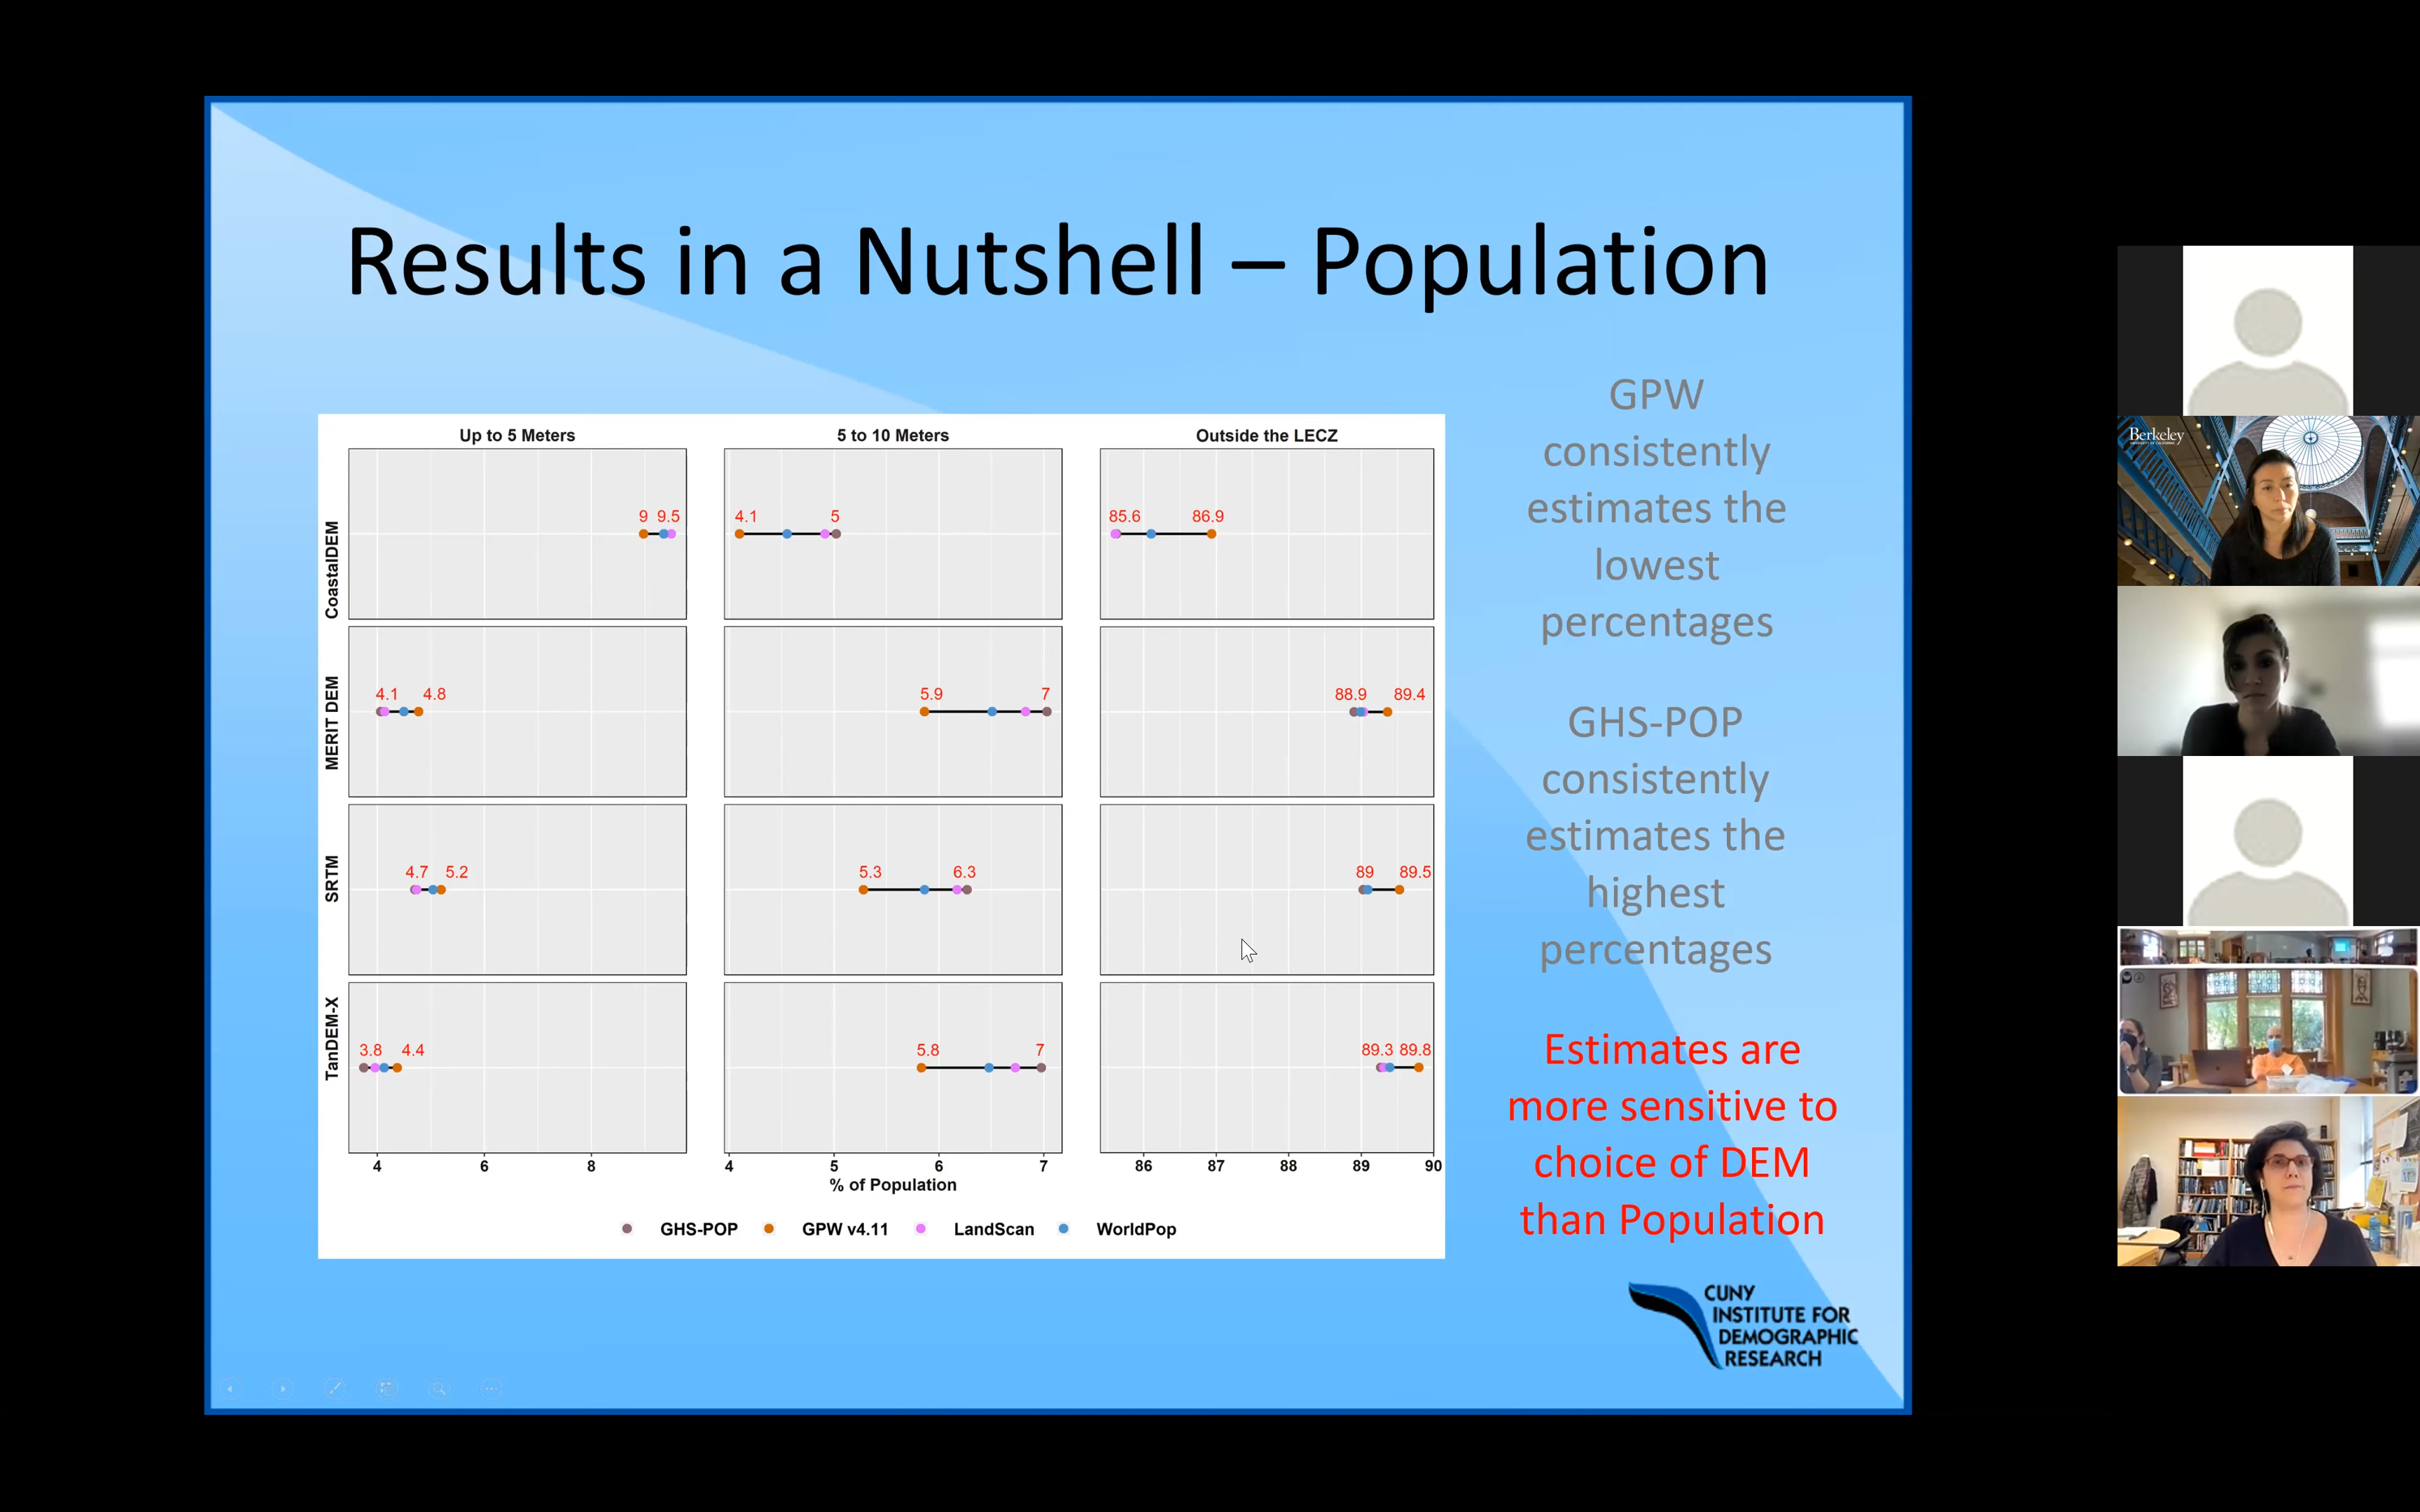 Results in a Nutshell – Population
Up to 5 Meters
5 to 10 Meters
Outside the LECZ
CoastalDEM
9 9.5
4.1 5
85.6 86.9
MERIT DEM
4.1 4.8
5.9 7
88.9 89.4
SRTM
4.7 5.2
5.3 6.3
89 89.5
TanDEM-X
3.8 4.4
5.8 7
89.3 89.8
4 6 8
4 5 6 7
86 87 88 89 90
% of Population
GHS-POP GPW v4.11 LandScan WorldPop
GPW
consistently
estimates the
lowest
percentages
GHS-POP
consistently
estimates the
highest
percentages
Estimates are
more sensitive to
choice of DEM
than Population
CUNY
INSTITUTE FOR
DEMOGRAPHIC
RESEARCH
Berkeley